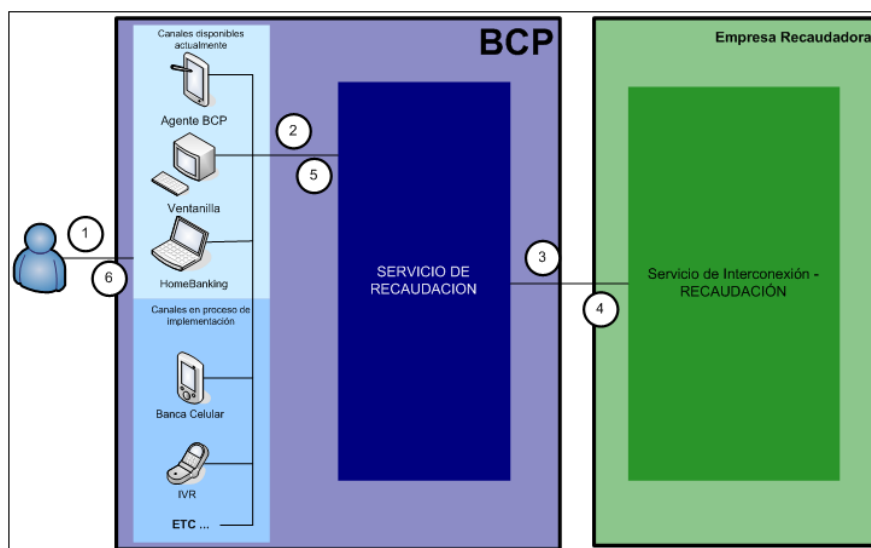 Canales disponibles
actualmente
BCP
Empresa Recaudadora
Agente BCP
2
5
Ventanilla
1
6
HomeBanking
SERVICIO DE
RECAUDACION
3
4
Servicio de Interconexión -
RECAUDACIÓN
Canales en proceso de
implementación
Banca Celular
IVR
ETC ...